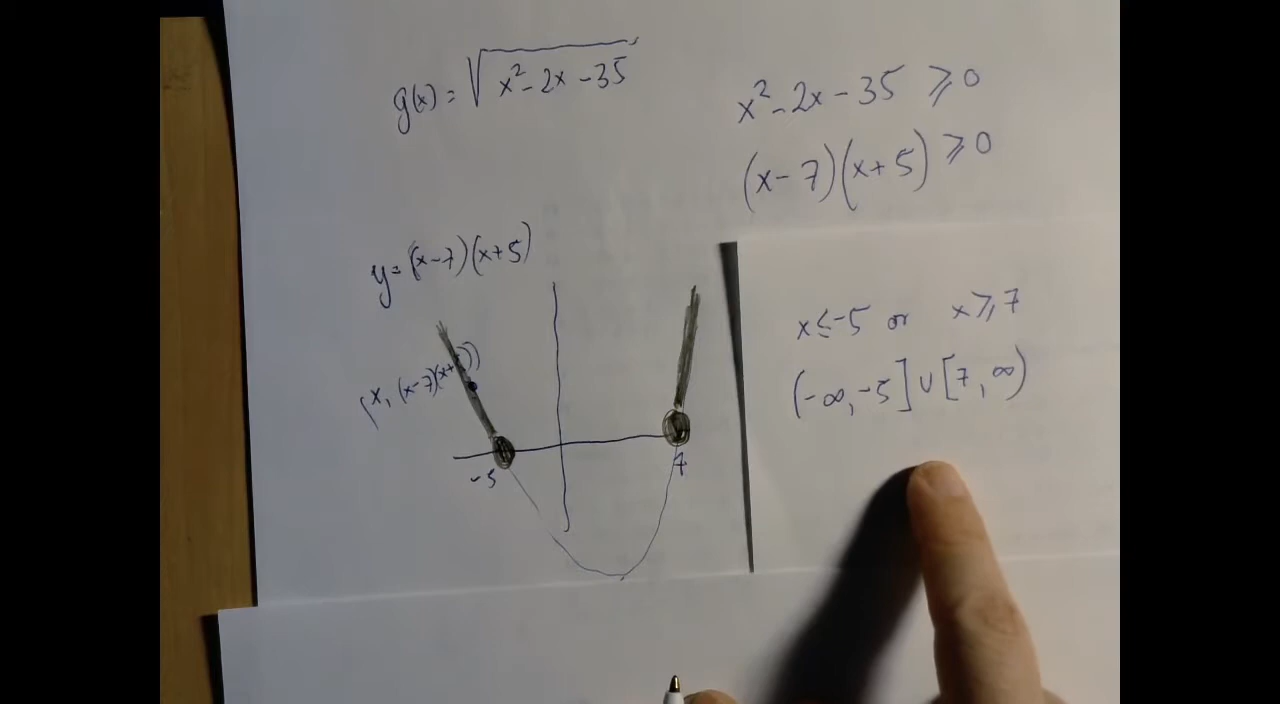 g(x) = √(x² - 2x - 35)
x² - 2x - 35 ⩾ 0
(x - 7)(x + 5) ⩾ 0
y = (x - 7)(x + 5)
(x, (x - 7)(x + 5))
-5
7
x ≤ -5 or x ⩾ 7
(-∞, -5] ∪ [7, ∞)